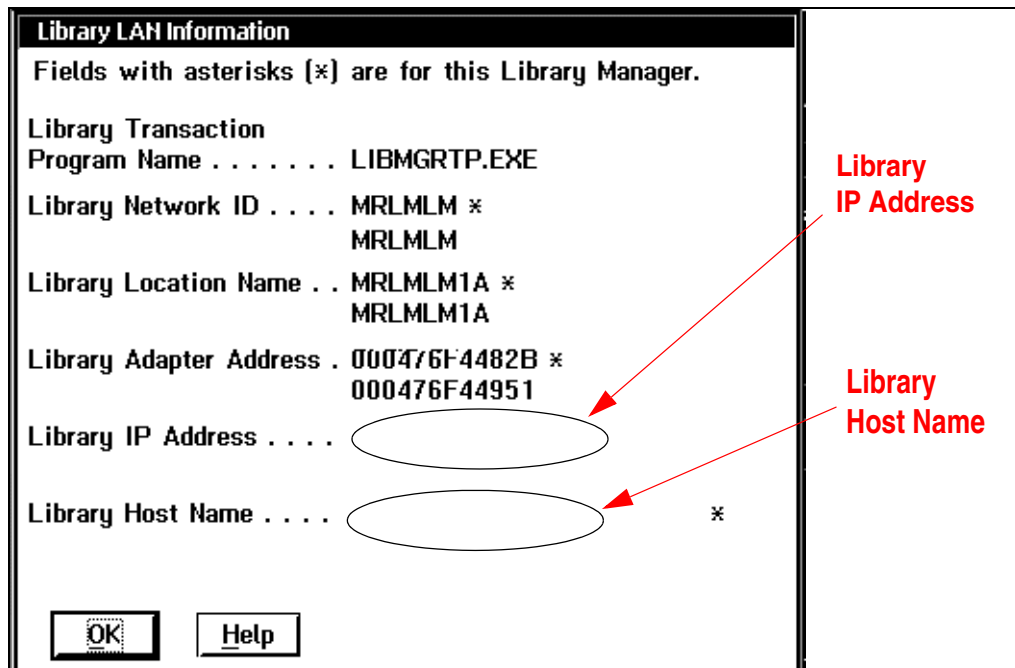 Library LAN Information
Fields with asterisks (*) are for this Library Manager.
Library Transaction
Program Name . . . . . . . LIBMGRTP.EXE
Library Network ID . . . . MRLMLM *
MRLMLM
Library Location Name . . MRLMLM1A *
MRLMLM1A
Library Adapter Address . 000476F4482B *
000476F44951
Library IP Address . . . .
Library Host Name . . . . *
OK Help
Library
IP Address
Library
Host Name